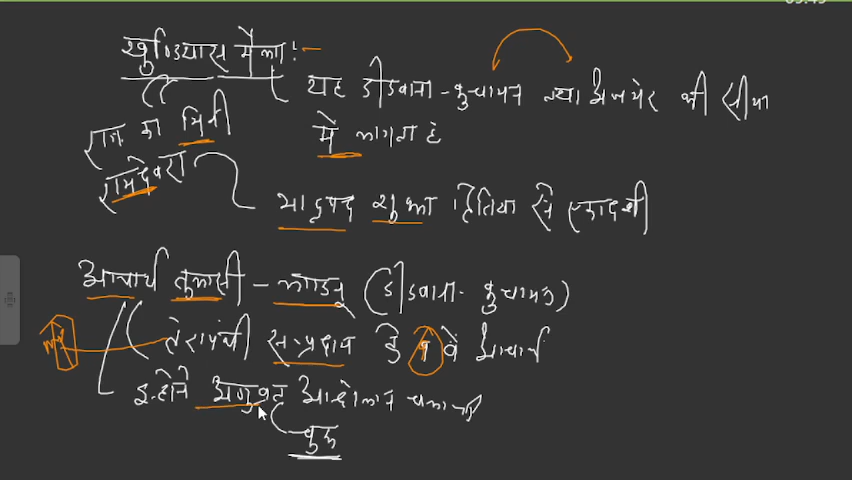 खुण्डियास मेला :-
यह डीडवाना - कुचामन तथा अजमेर की सीमा
में लगता है
राज का मिनी
रामदेवरा
भाद्रपद शुक्ल द्वितिया से एकादशी
आचार्य तुलसी - लाडनू (डीडवाना - कुचामन)
तेरापंथी सम्प्रदाय के 9 वें आचार्य
इन्होने अणुव्रत आंदोलन चलाया